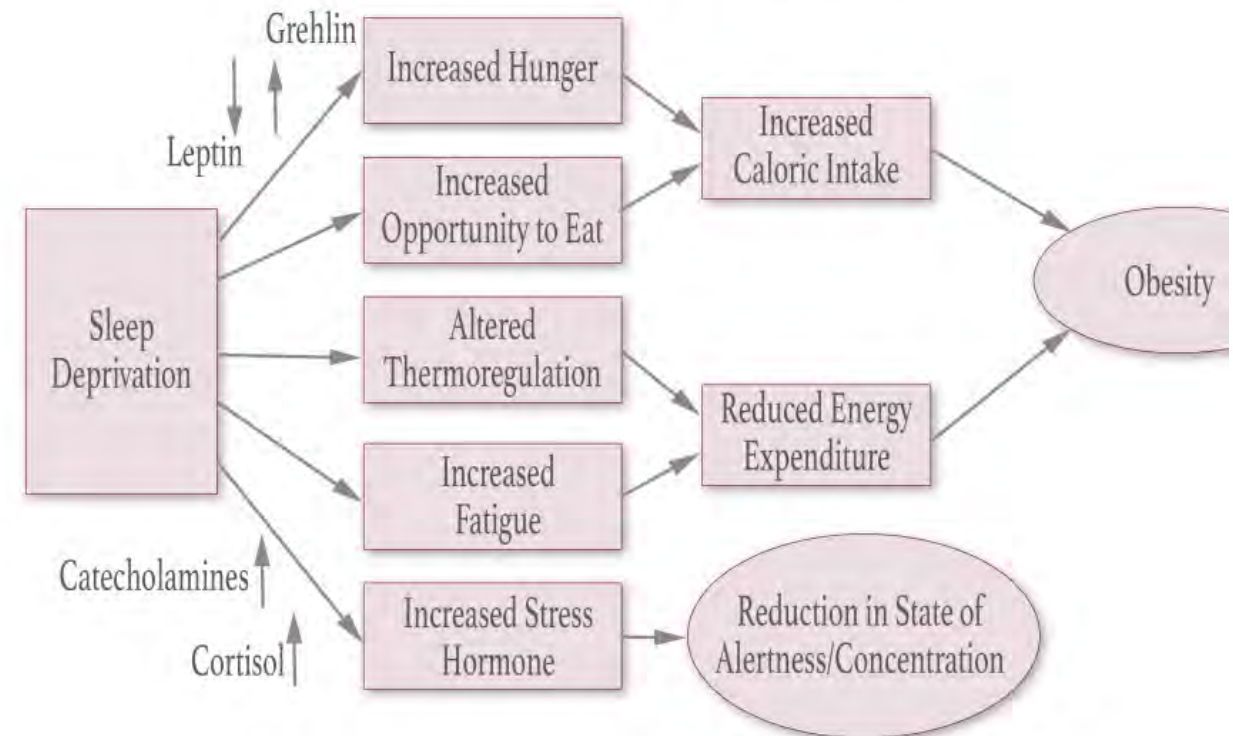 Grehlin
Leptin
Increased Hunger
Increased
Opportunity to Eat
Increased
Caloric Intake
Sleep
Deprivation
Altered
Thermoregulation
Obesity
Increased
Fatigue
Reduced Energy
Expenditure
Catecholamines
Cortisol
Increased Stress
Hormone
Reduction in State of
Alertness/Concentration